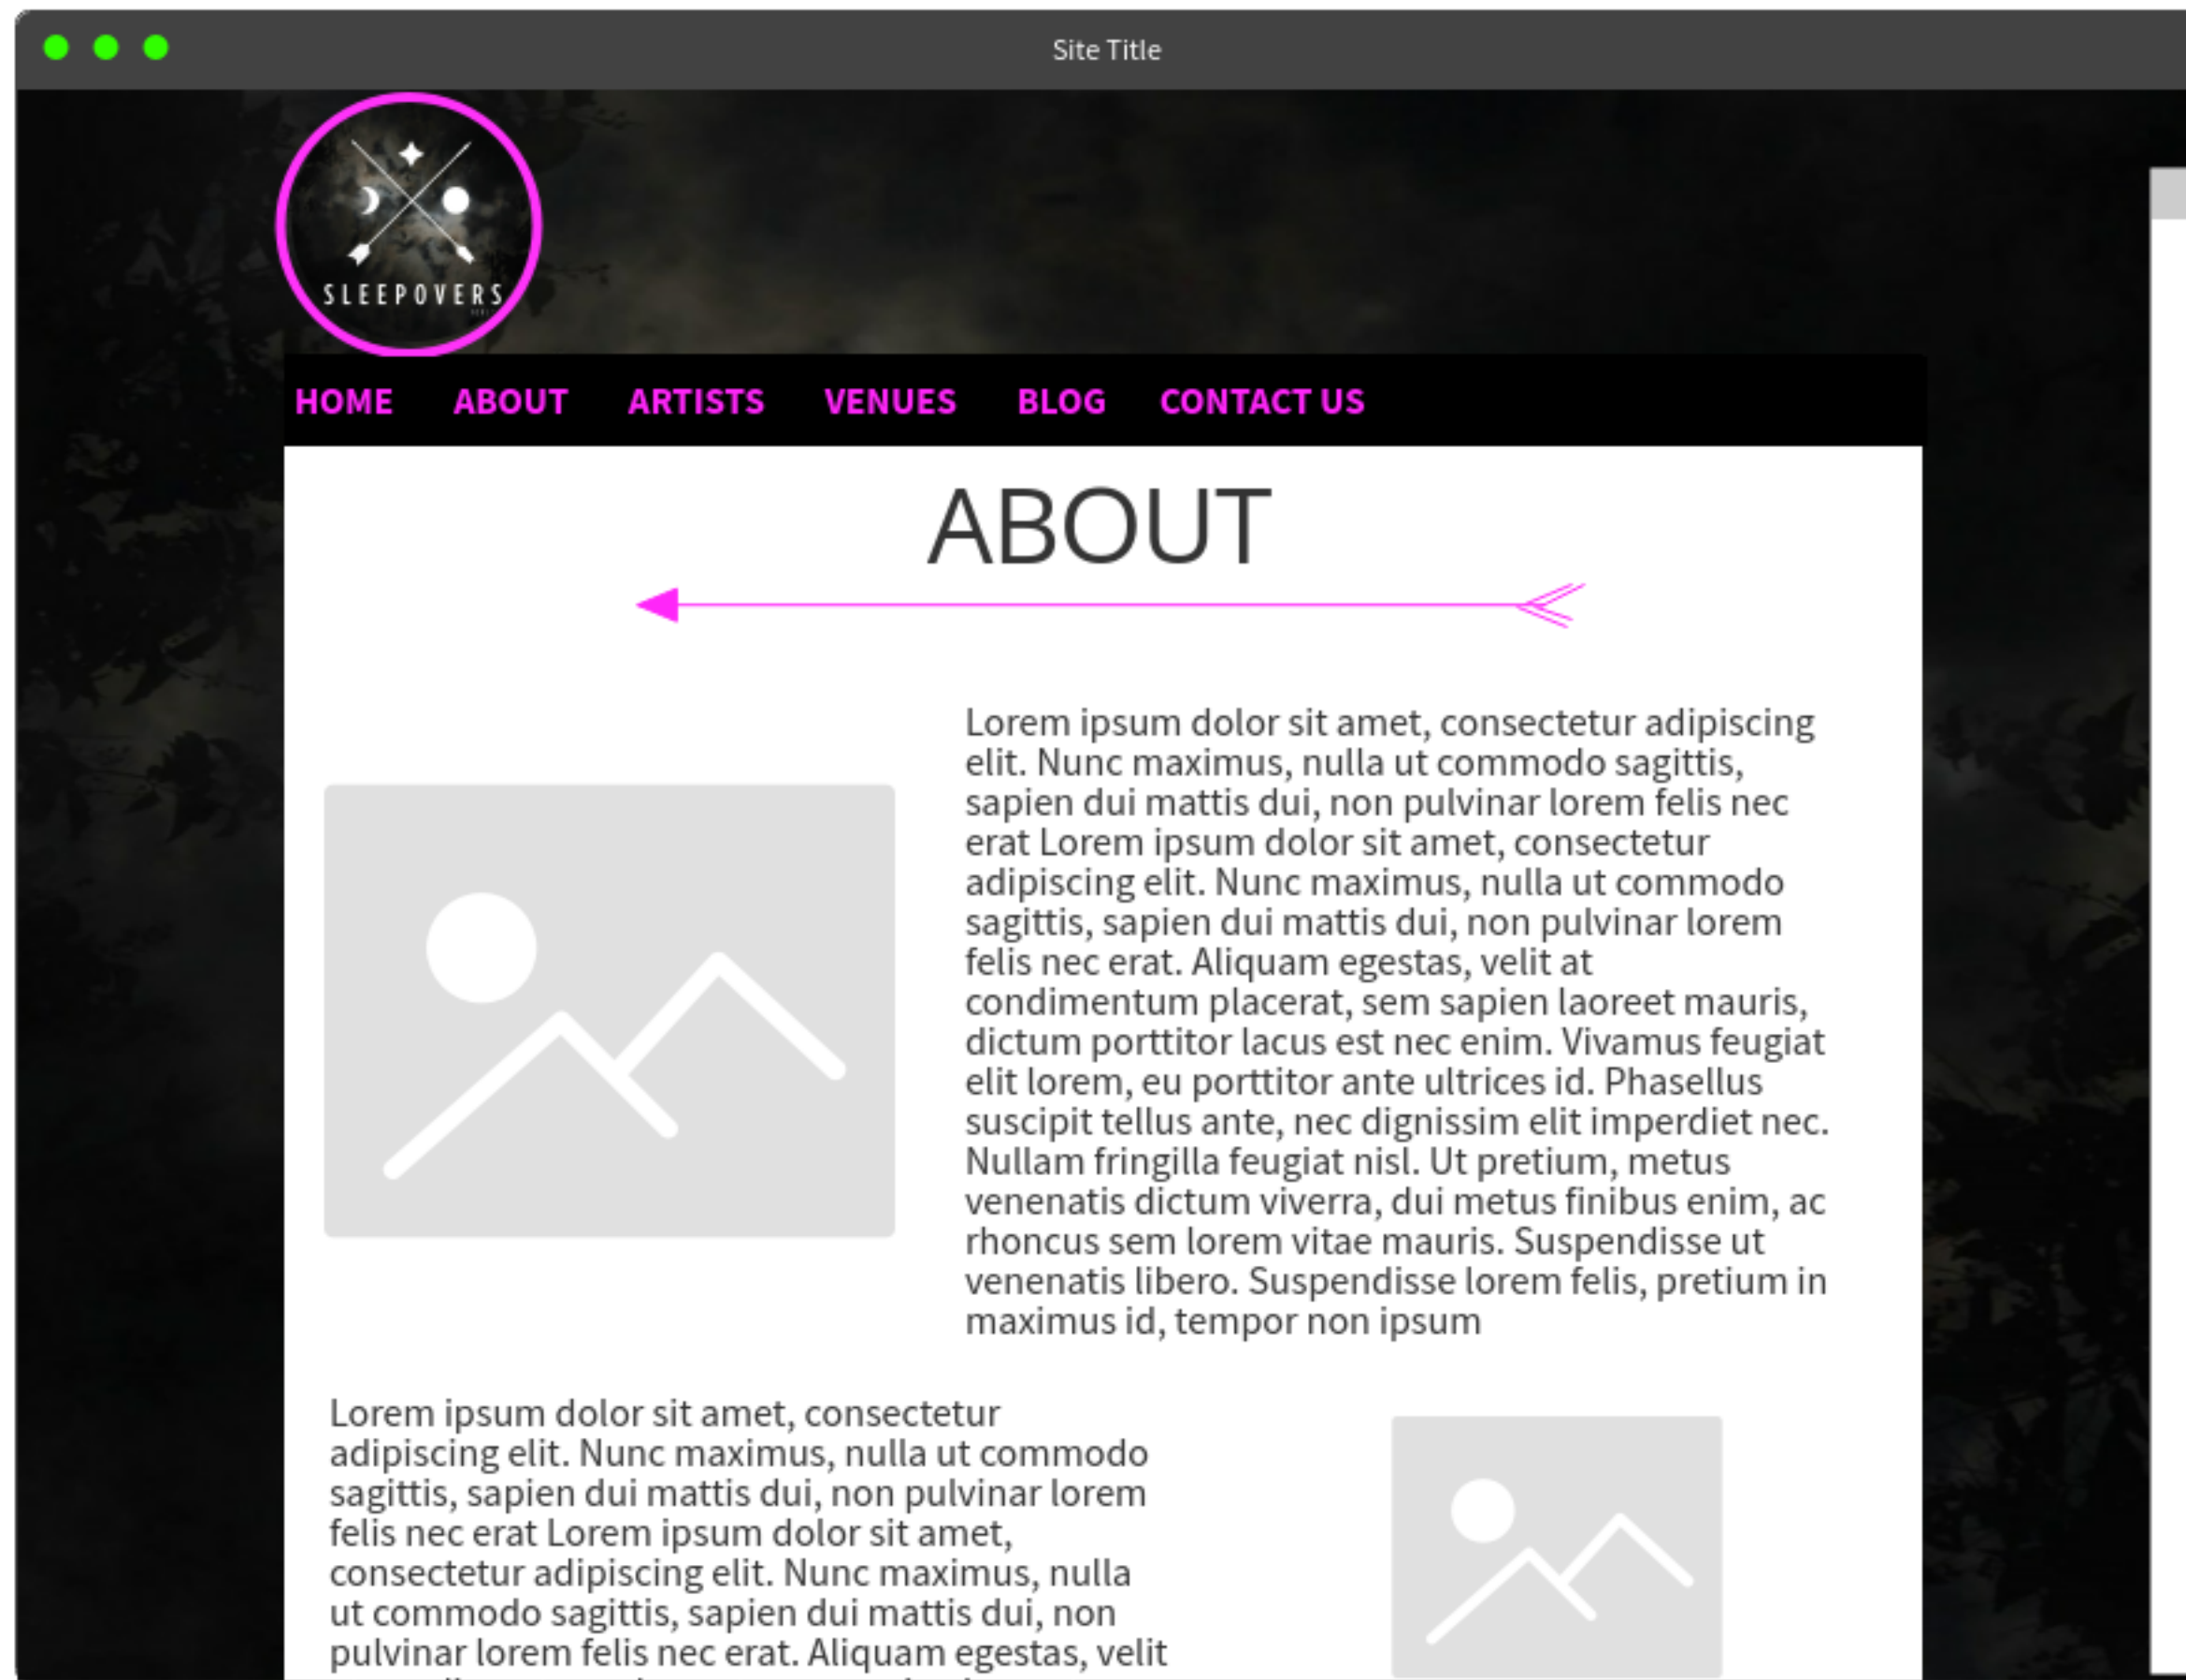 Site Title
SLEEPOVERS
HOME ABOUT ARTISTS VENUES BLOG CONTACT US
ABOUT
Lorem ipsum dolor sit amet, consectetur adipiscing
elit. Nunc maximus, nulla ut commodo sagittis,
sapien dui mattis dui, non pulvinar lorem felis nec
erat Lorem ipsum dolor sit amet, consectetur
adipiscing elit. Nunc maximus, nulla ut commodo
sagittis, sapien dui mattis dui, non pulvinar lorem
felis nec erat. Aliquam egestas, velit at
condimentum placerat, sem sapien laoreet mauris,
dictum porttitor lacus est nec enim. Vivamus feugiat
elit lorem, eu porttitor ante ultrices id. Phasellus
suscipit tellus ante, nec dignissim elit imperdiet nec.
Nullam fringilla feugiat nisl. Ut pretium, metus
venenatis dictum viverra, dui metus finibus enim, ac
rhoncus sem lorem vitae mauris. Suspendisse ut
venenatis libero. Suspendisse lorem felis, pretium in
maximus id, tempor non ipsum
Lorem ipsum dolor sit amet, consectetur
adipiscing elit. Nunc maximus, nulla ut commodo
sagittis, sapien dui mattis dui, non pulvinar lorem
felis nec erat Lorem ipsum dolor sit amet,
consectetur adipiscing elit. Nunc maximus, nulla
ut commodo sagittis, sapien dui mattis dui, non
pulvinar lorem felis nec erat. Aliquam egestas, velit